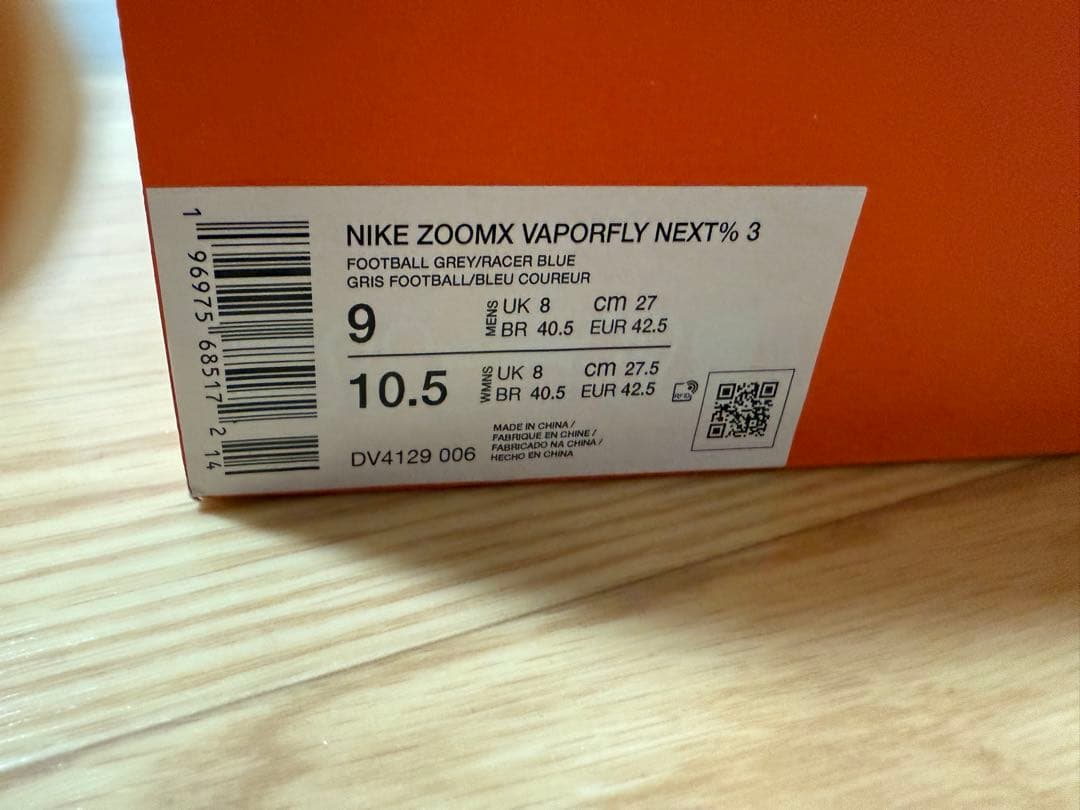 NIKE ZOOMX VAPORFLY NEXT% 3
FOOTBALL GREY/RACER BLUE
GRIS FOOTBALL/BLEU COUREUR
9 MENS UK 8 cm 27
BR 40.5 EUR 42.5
10.5 WMNS UK 8 cm 27.5
BR 40.5 EUR 42.5
RFID
DV4129 006
MADE IN CHINA /
FABRIQUE EN CHINE /
FABRICADO NA CHINA /
HECHO EN CHINA
1 96975 68517 2 14